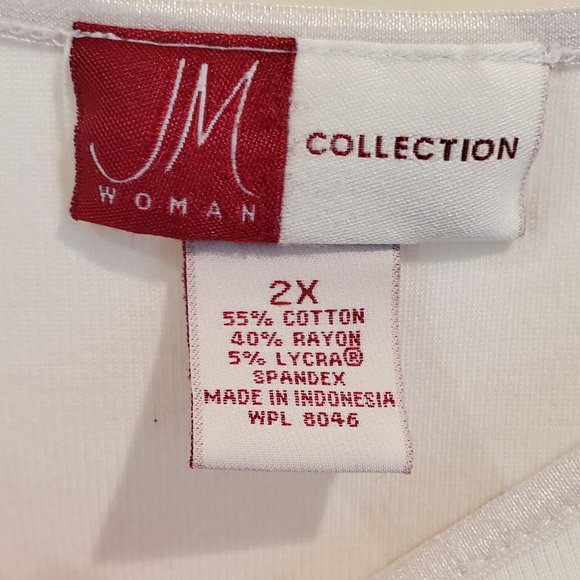 JM
WOMAN
COLLECTION
2X
55% COTTON
40% RAYON
5% LYCRA®
SPANDEX
MADE IN INDONESIA
WPL 8046